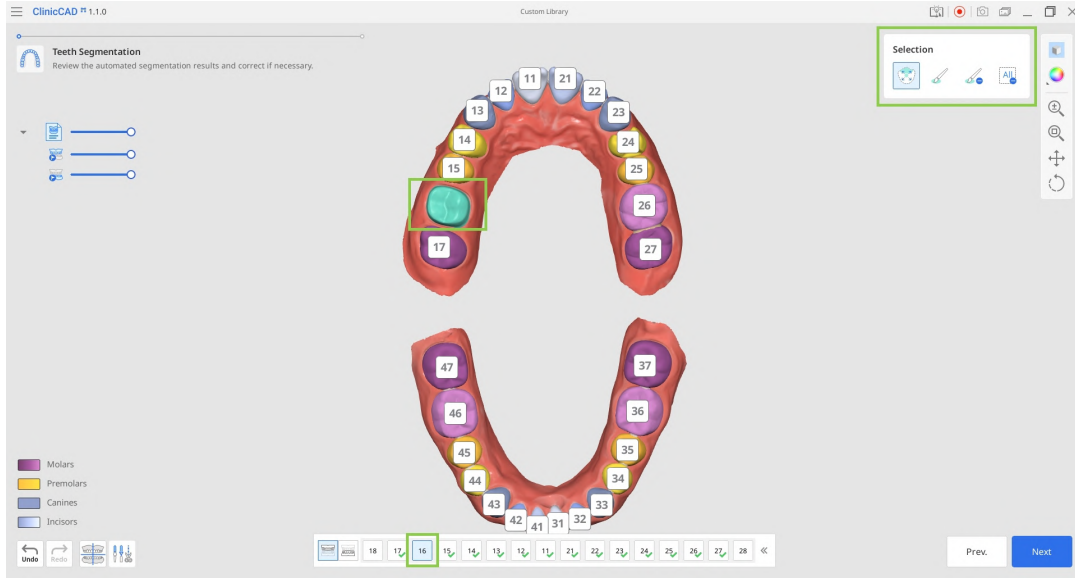 ClinicCAD 1.1.0
Custom Library
Teeth Segmentation
Review the automated segmentation results and correct if necessary.
Selection
All
11 21
12 22
13 23
14 24
15 25
26
17 27
47 37
46 36
45 35
44 34
43 33
42 41 31 32
Molars
Premolars
Canines
Incisors
Undo Redo
18 17 16 15 14 13 12 11 21 22 23 24 25 26 27 28 «
Prev. Next